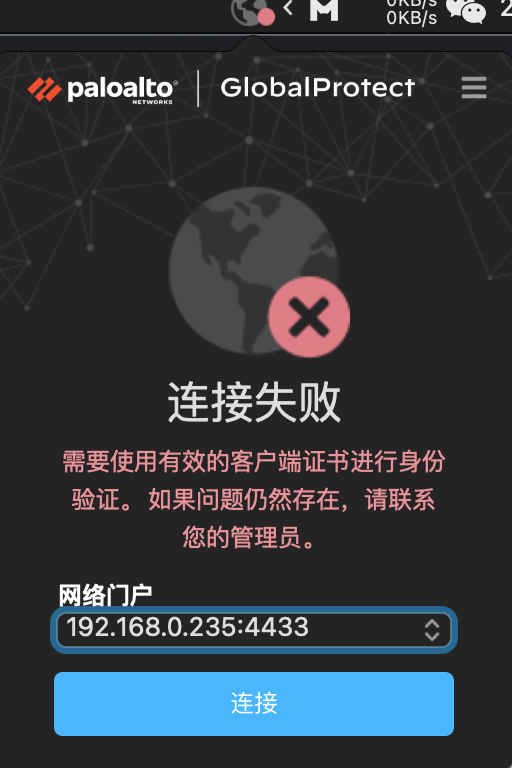 0KB/s
0KB/s
2
paloalto
NETWORKS
GlobalProtect
连接失败
需要使用有效的客户端证书进行身份
验证。 如果问题仍然存在，请联系
您的管理员。
网络门户
192.168.0.235:4433
连接